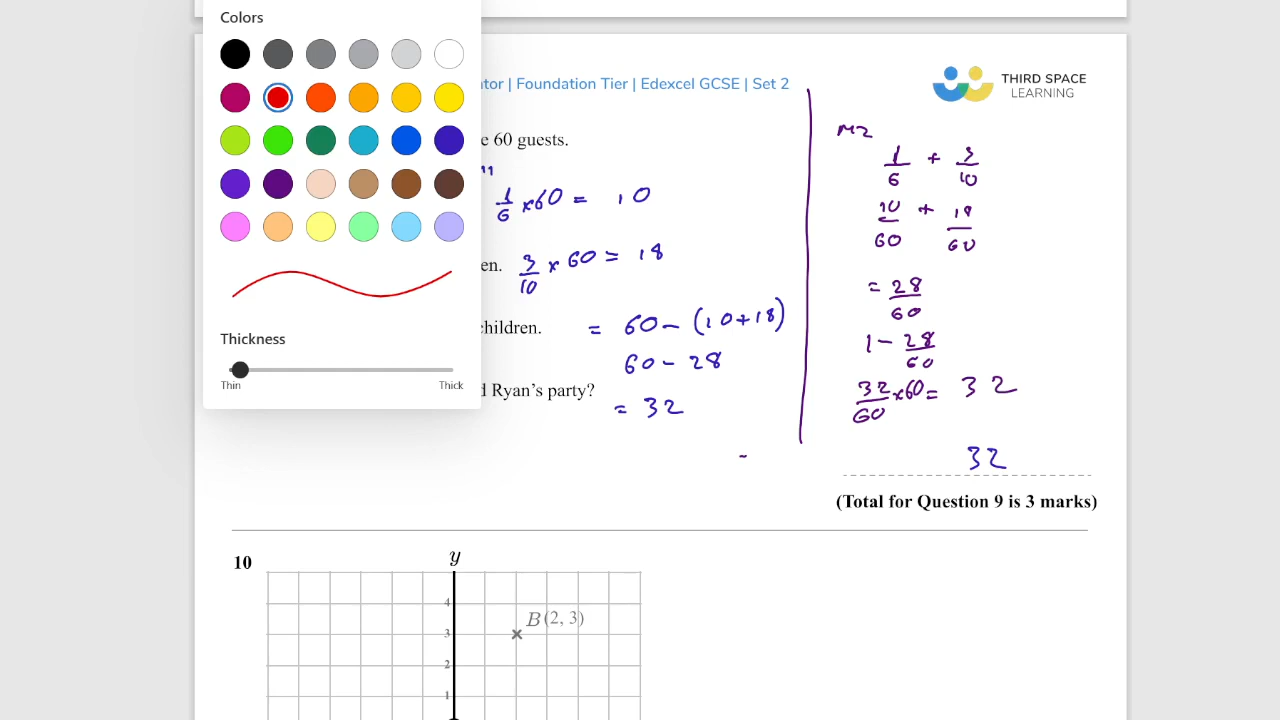 Colors
Thickness
Thin Thick
tor | Foundation Tier | Edexcel GCSE | Set 2
THIRD SPACE
LEARNING
e 60 guests.
1/6 × 60 = 10
en. 3/10 × 60 = 18
children. = 60 - (10+18)
60 - 28
d Ryan's party?
= 32
M2
1/6 + 3/10
10/60 + 18/60
= 28/60
1 - 28/60
32/60 × 60 = 32
32
(Total for Question 9 is 3 marks)
10
y
4
B (2, 3)
3
2
1